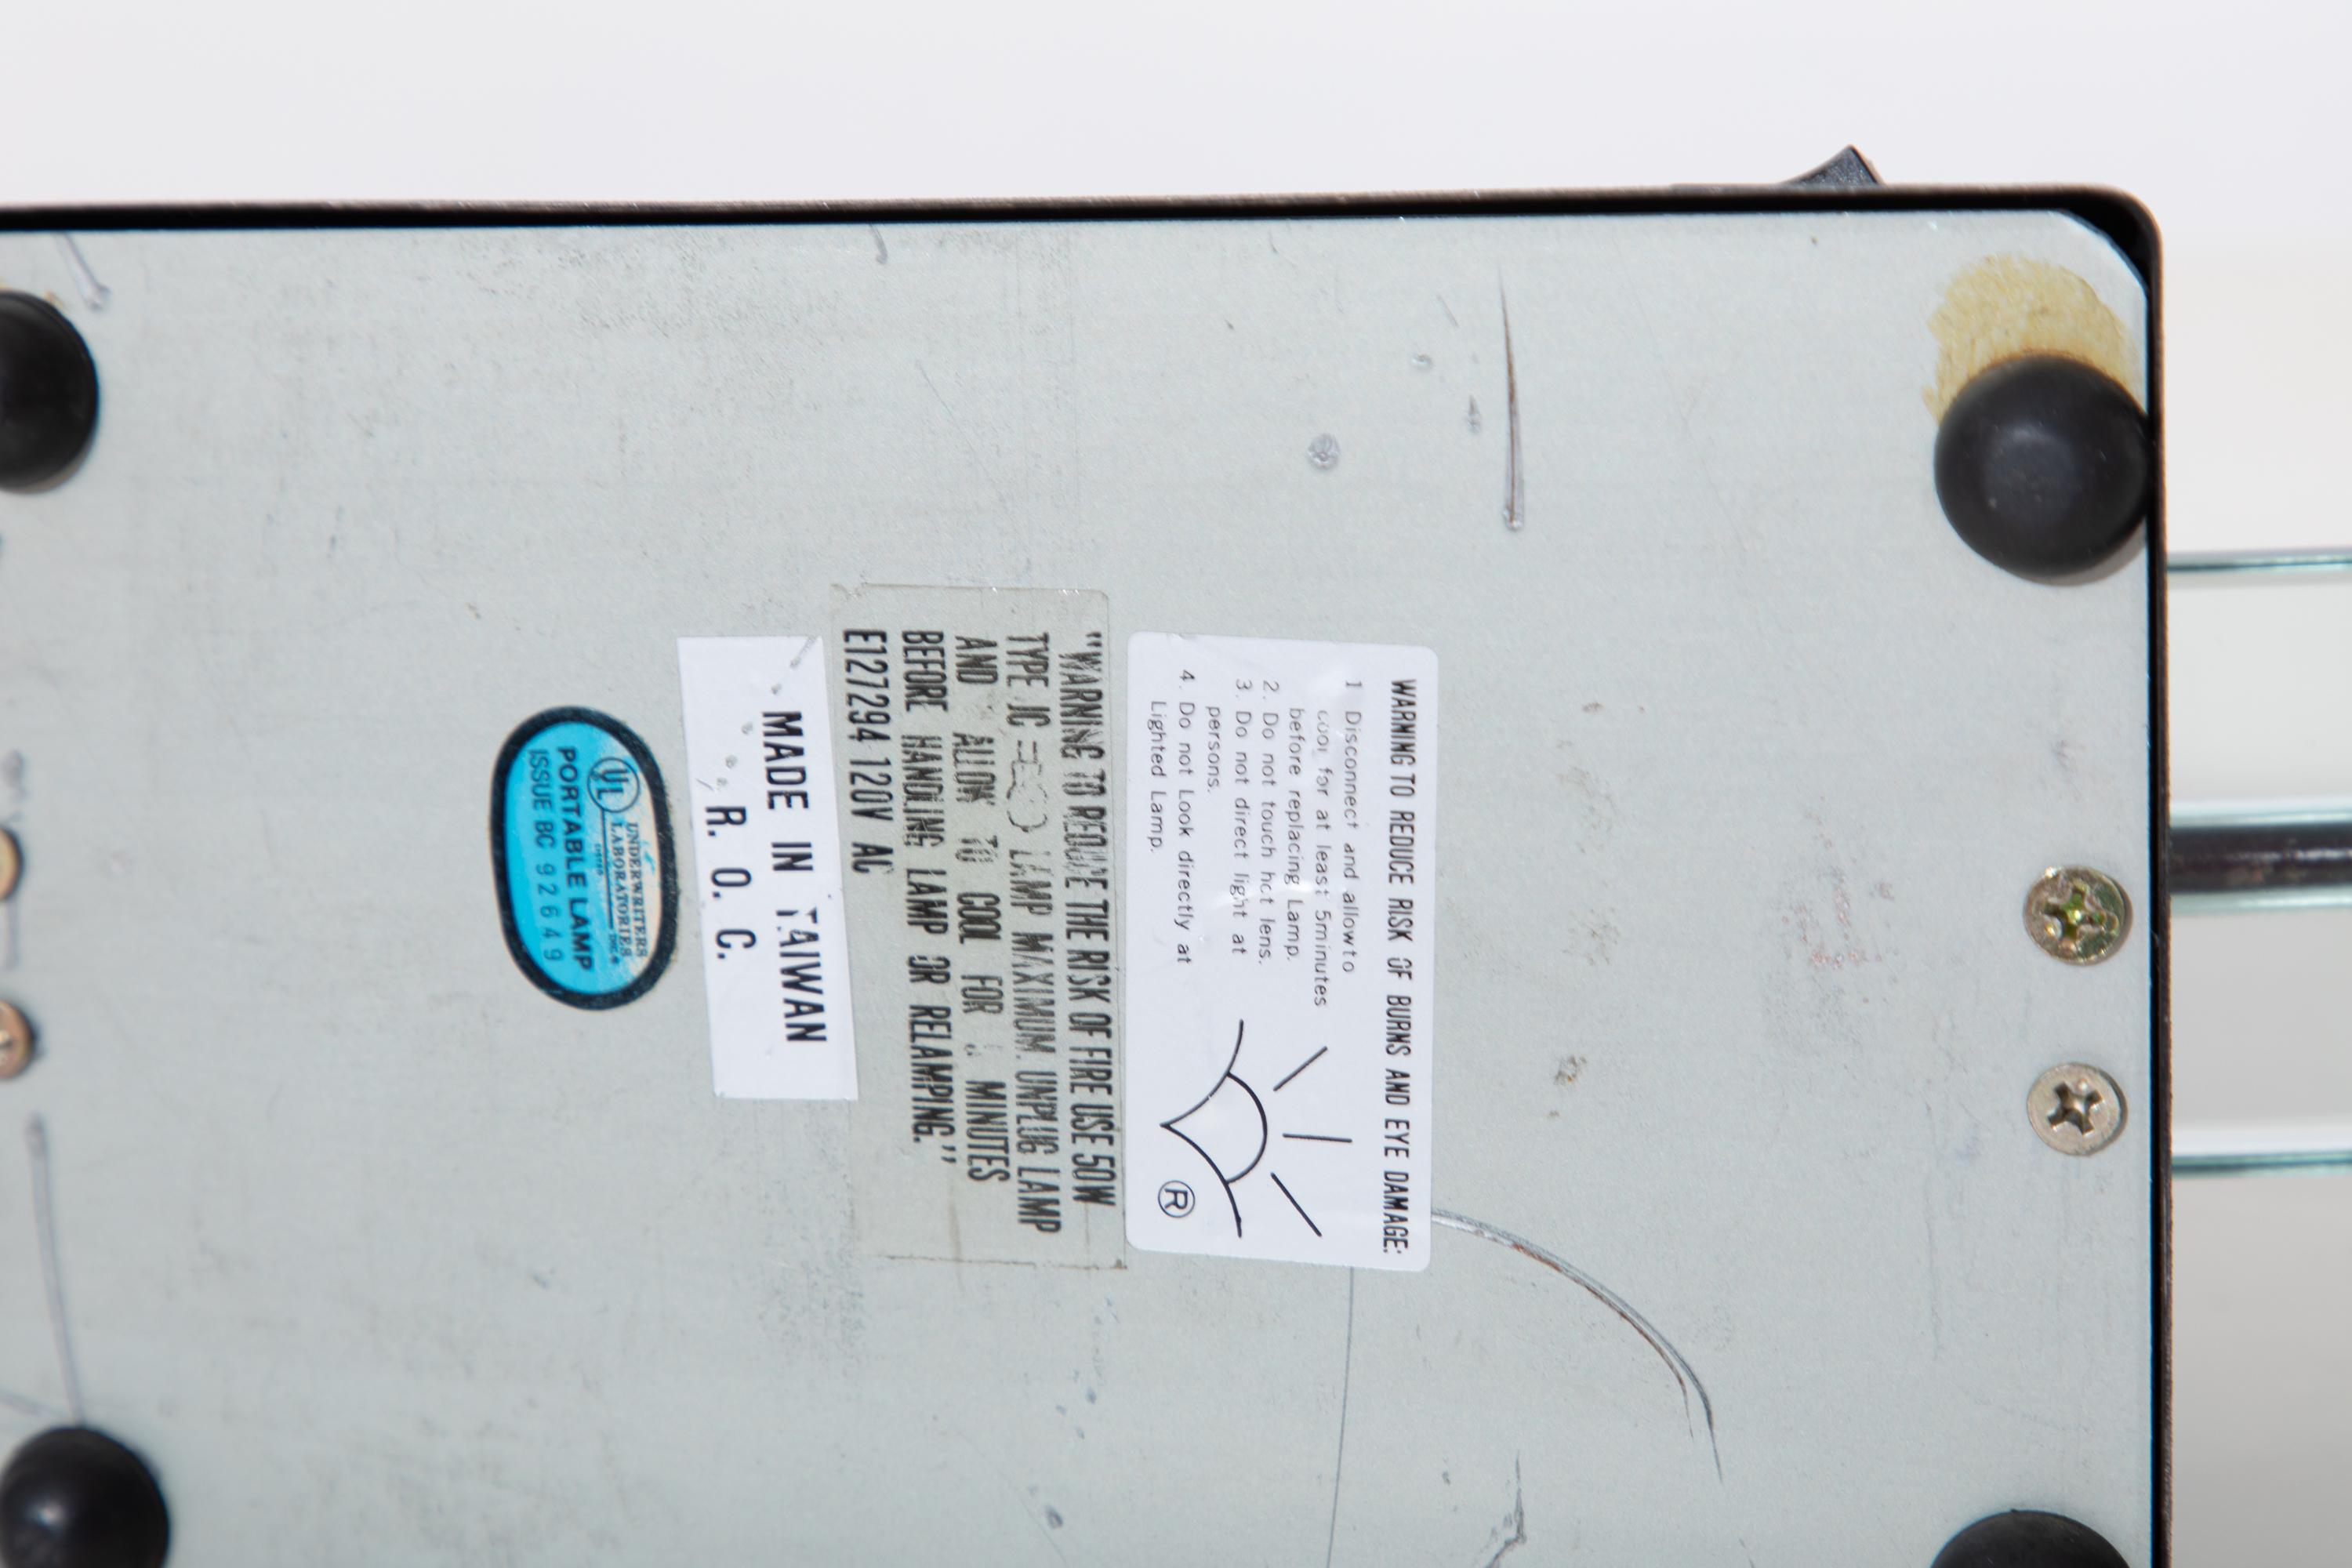 WARNING TO REDUCE RISK OF BURNS AND EYE DAMAGE:
1 Disconnect and allowto
cool for at least 5minutes
before replacing Lamp.
2. Do not touch hot lens.
3. Do not direct light at
persons.
4. Do not Look directly at
Lighted Lamp.
®
"WARNING TO REDUCE THE RISK OF FIRE USE 50W
TYPE JC LAMP MAXIMUM. UNPLUG LAMP
AND ALLOW TO COOL FOR MINUTES
BEFORE HANDLING LAMP OR RELAMPING."
E127294 120V AC
MADE IN TAIWAN
R. O. C.
UL
UNDERWRITERS
LABORATORIES INC.®
LISTED
PORTABLE LAMP
ISSUE BC 92649